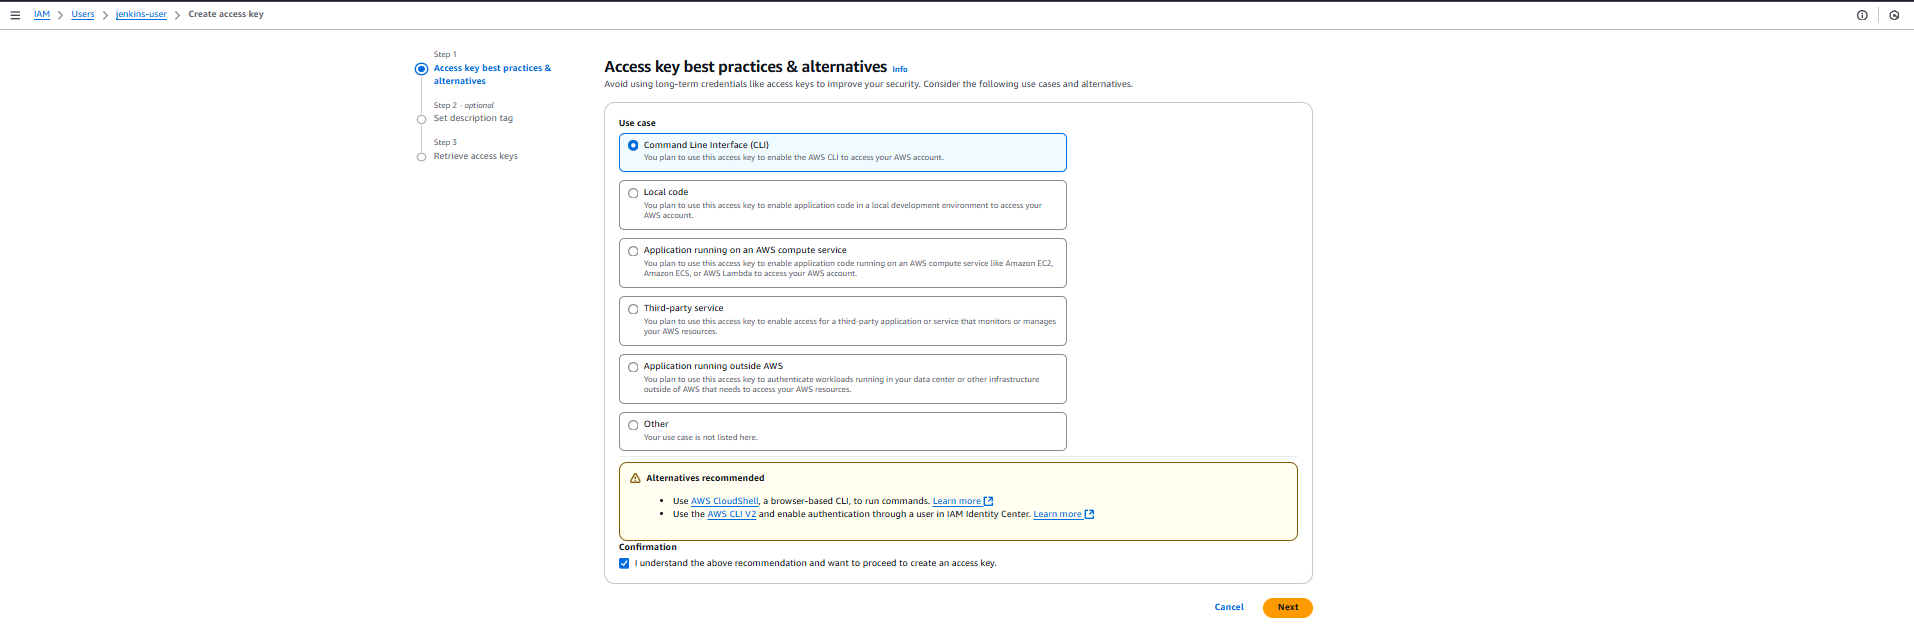 IAM > Users > jenkins-user > Create access key
Step 1
Access key best practices &
alternatives
Step 2 - optional
Set description tag
Step 3
Retrieve access keys
Access key best practices & alternatives Info
Avoid using long-term credentials like access keys to improve your security. Consider the following use cases and alternatives.
Use case
Command Line Interface (CLI)
You plan to use this access key to enable the AWS CLI to access your AWS account.
Local code
You plan to use this access key to enable application code in a local development environment to access your
AWS account.
Application running on an AWS compute service
You plan to use this access key to enable application code running on an AWS compute service like Amazon EC2,
Amazon ECS, or AWS Lambda to access your AWS account.
Third-party service
You plan to use this access key to enable access for a third-party application or service that monitors or manages
your AWS resources.
Application running outside AWS
You plan to use this access key to authenticate workloads running in your data center or other infrastructure
outside of AWS that needs to access your AWS resources.
Other
Your use case is not listed here.
Alternatives recommended
• Use AWS CloudShell, a browser-based CLI, to run commands. Learn more
• Use the AWS CLI V2 and enable authentication through a user in IAM Identity Center. Learn more
Confirmation
I understand the above recommendation and want to proceed to create an access key.
Cancel Next